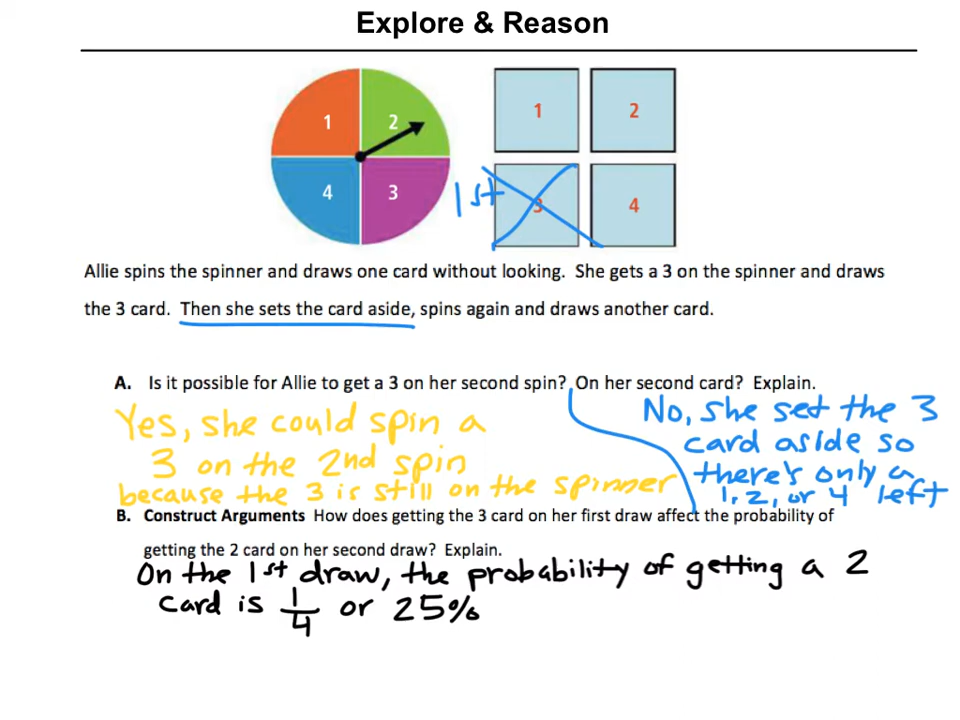 Explore & Reason
1
2
4
3
1
2
1st
3
4
Allie spins the spinner and draws one card without looking. She gets a 3 on the spinner and draws
the 3 card. Then she sets the card aside, spins again and draws another card.
A. Is it possible for Allie to get a 3 on her second spin? On her second card? Explain.
Yes, she could spin a
3 on the 2nd spin
because the 3 is still on the spinner
No, she set the 3
card aside so
there's only a
1, 2, or 4 left
B. Construct Arguments How does getting the 3 card on her first draw affect the probability of
getting the 2 card on her second draw? Explain.
On the 1st draw, the probability of getting a 2
card is 1/4 or 25%